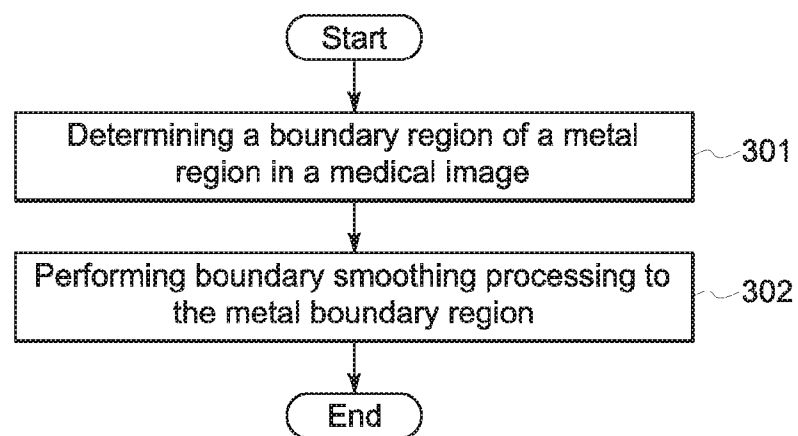 Start
Determining a boundary region of a metal
region in a medical image
301
Performing boundary smoothing processing to
the metal boundary region
302
End